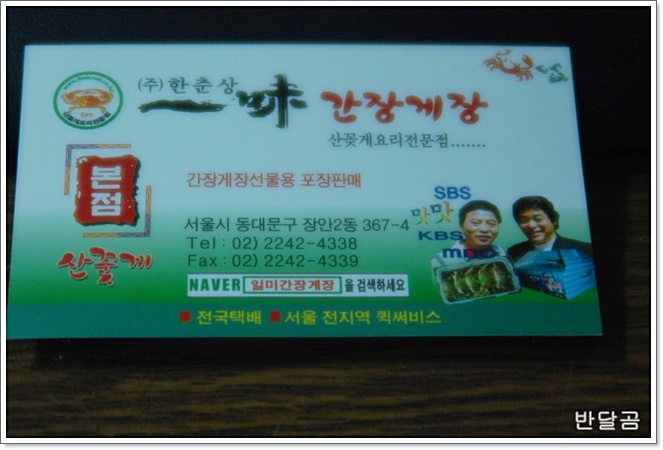 (주)한춘상
一味 간장게장
산꽃게요리전문점.......
본점
산꽃게
간장게장선물용 포장판매
서울시 동대문구 장안2동 367-4
Tel : 02) 2242-4338
Fax : 02) 2242-4339
NAVER 일미간장게장 을 검색하세요
SBS
맛맛
KBS
mbc
■ 전국택배 ■ 서울 전지역 퀵써비스
반달곰